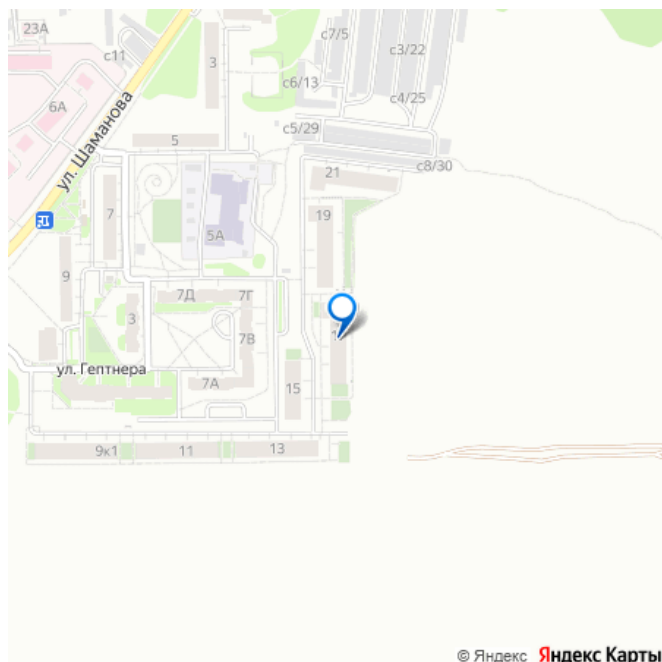 23А
с11
3
с7/5
с3/22
с6/13
с4/25
6А
ул. Шаманова
5
с5/29
с8/30
21
7
5А
19
9
7Д
7Г
3
7В
ул. Гептнера
7А
15
9к1
11
13
© Яндекс Яндекс Карты